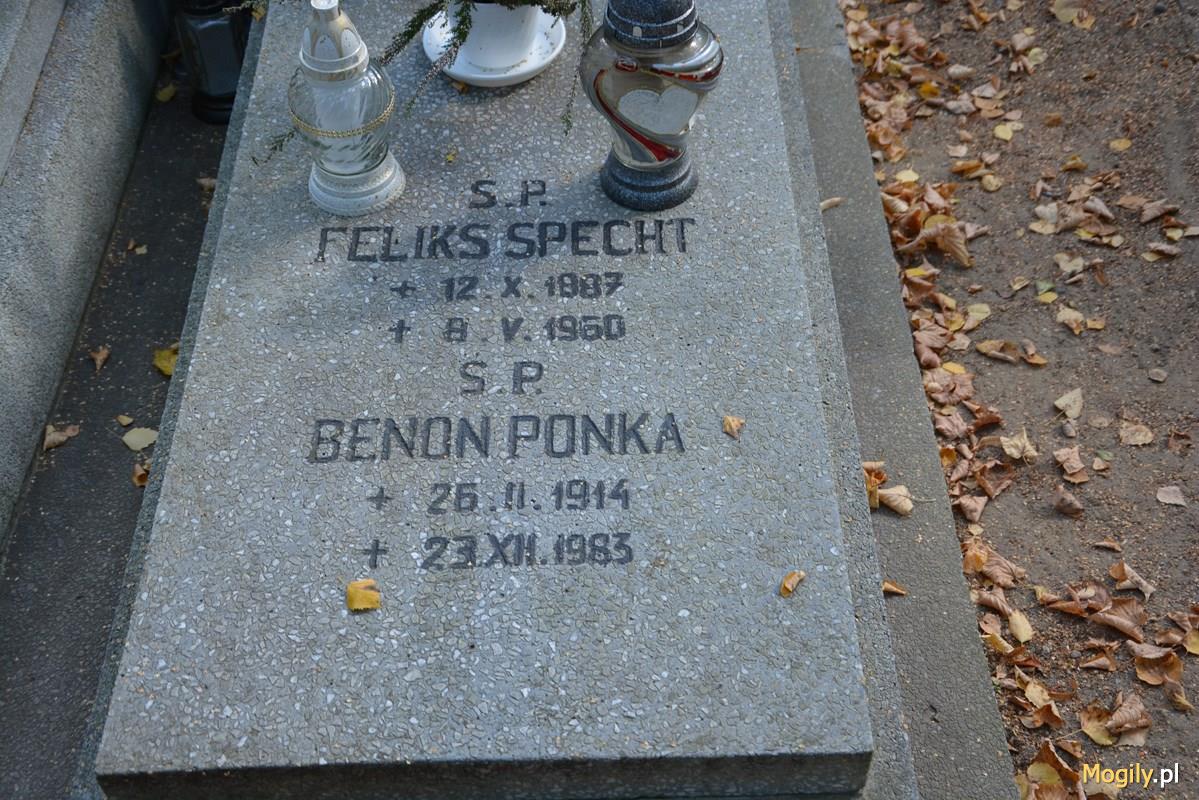 S.P.
FELIKS SPECHT
+ 12.X.1887
+ 8.V.1960
S.P.
BENON PONKA
+ 26.II.1914
+ 23.XII.1983
Mogily.pl